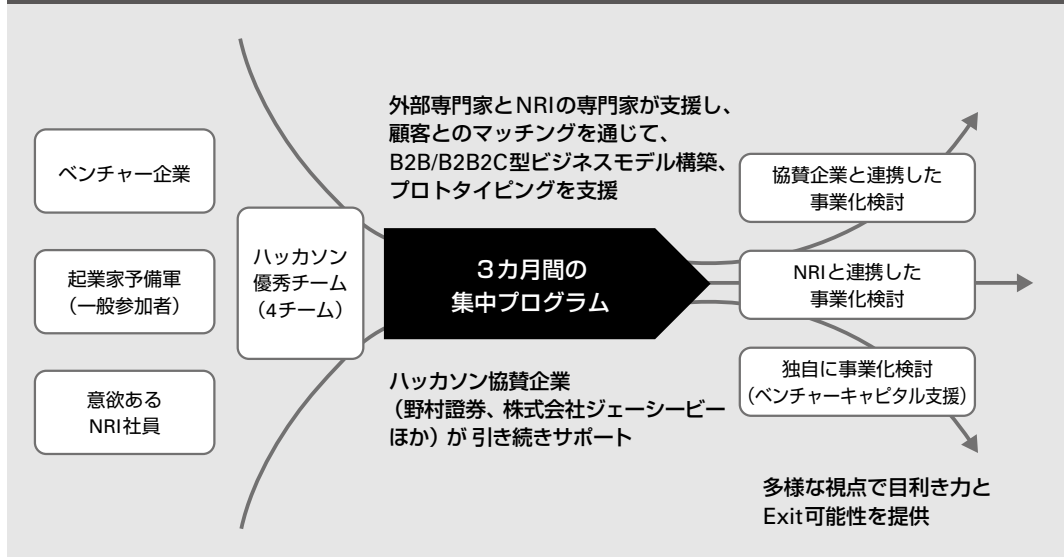 ベンチャー企業
起業家予備軍
（一般参加者）
意欲ある
NRI社員
ハッカソン
優秀チーム
（4チーム）
外部専門家とNRIの専門家が支援し、
顧客とのマッチングを通じて、
B2B/B2B2C型ビジネスモデル構築、
プロトタイピングを支援
３カ月間の
集中プログラム
ハッカソン協賛企業
（野村證券、株式会社ジェーシービー
ほか）が 引き続きサポート
協賛企業と連携した
事業化検討
NRIと連携した
事業化検討
独自に事業化検討
（ベンチャーキャピタル支援）
多様な視点で目利き力と
Exit可能性を提供